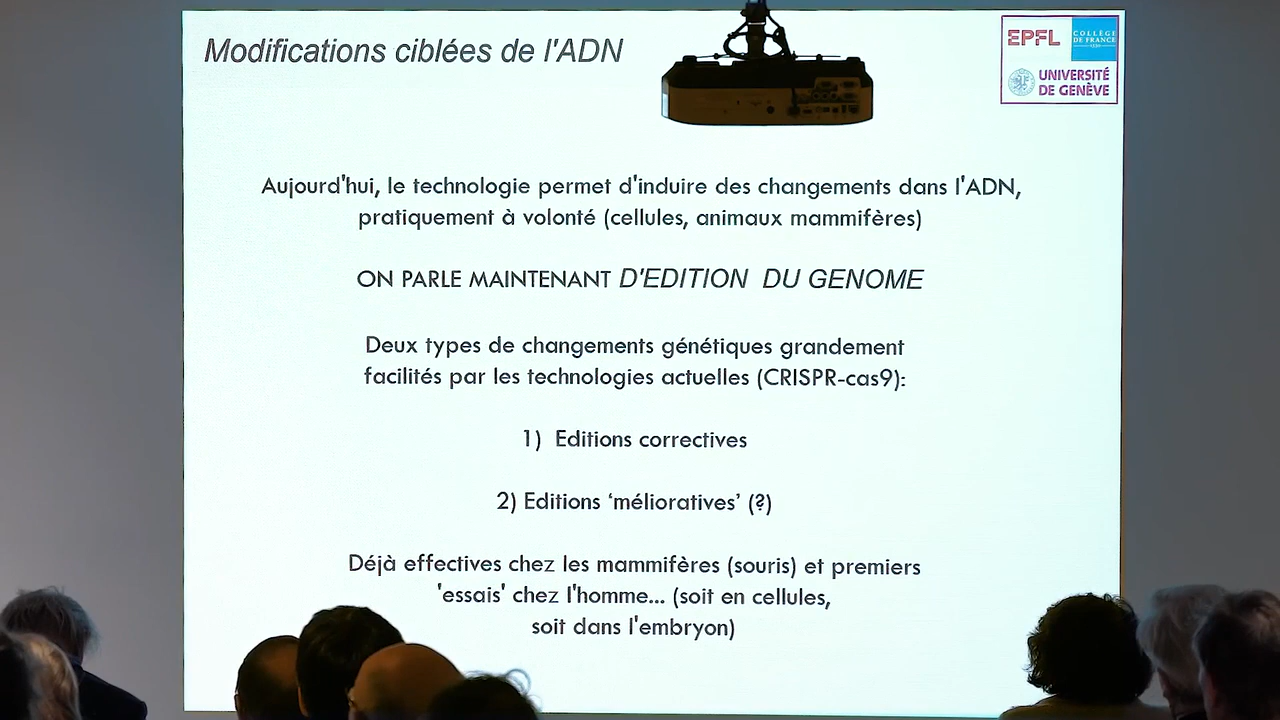 Modifications ciblées de l'ADN
EPFL
COLLÈGE
DE FRANCE
UNIVERSITÉ
DE GENÈVE
Aujourd'hui, le technologie permet d'induire des changements dans l'ADN,
pratiquement à volonté (cellules, animaux mammifères)
ON PARLE MAINTENANT D'EDITION DU GENOME
Deux types de changements génétiques grandement
facilités par les technologies actuelles (CRISPR-cas9):
1) Editions correctives
2) Editions ‘mélioratives’ (?)
Déjà effectives chez les mammifères (souris) et premiers
'essais' chez l'homme... (soit en cellules,
soit dans l'embryon)